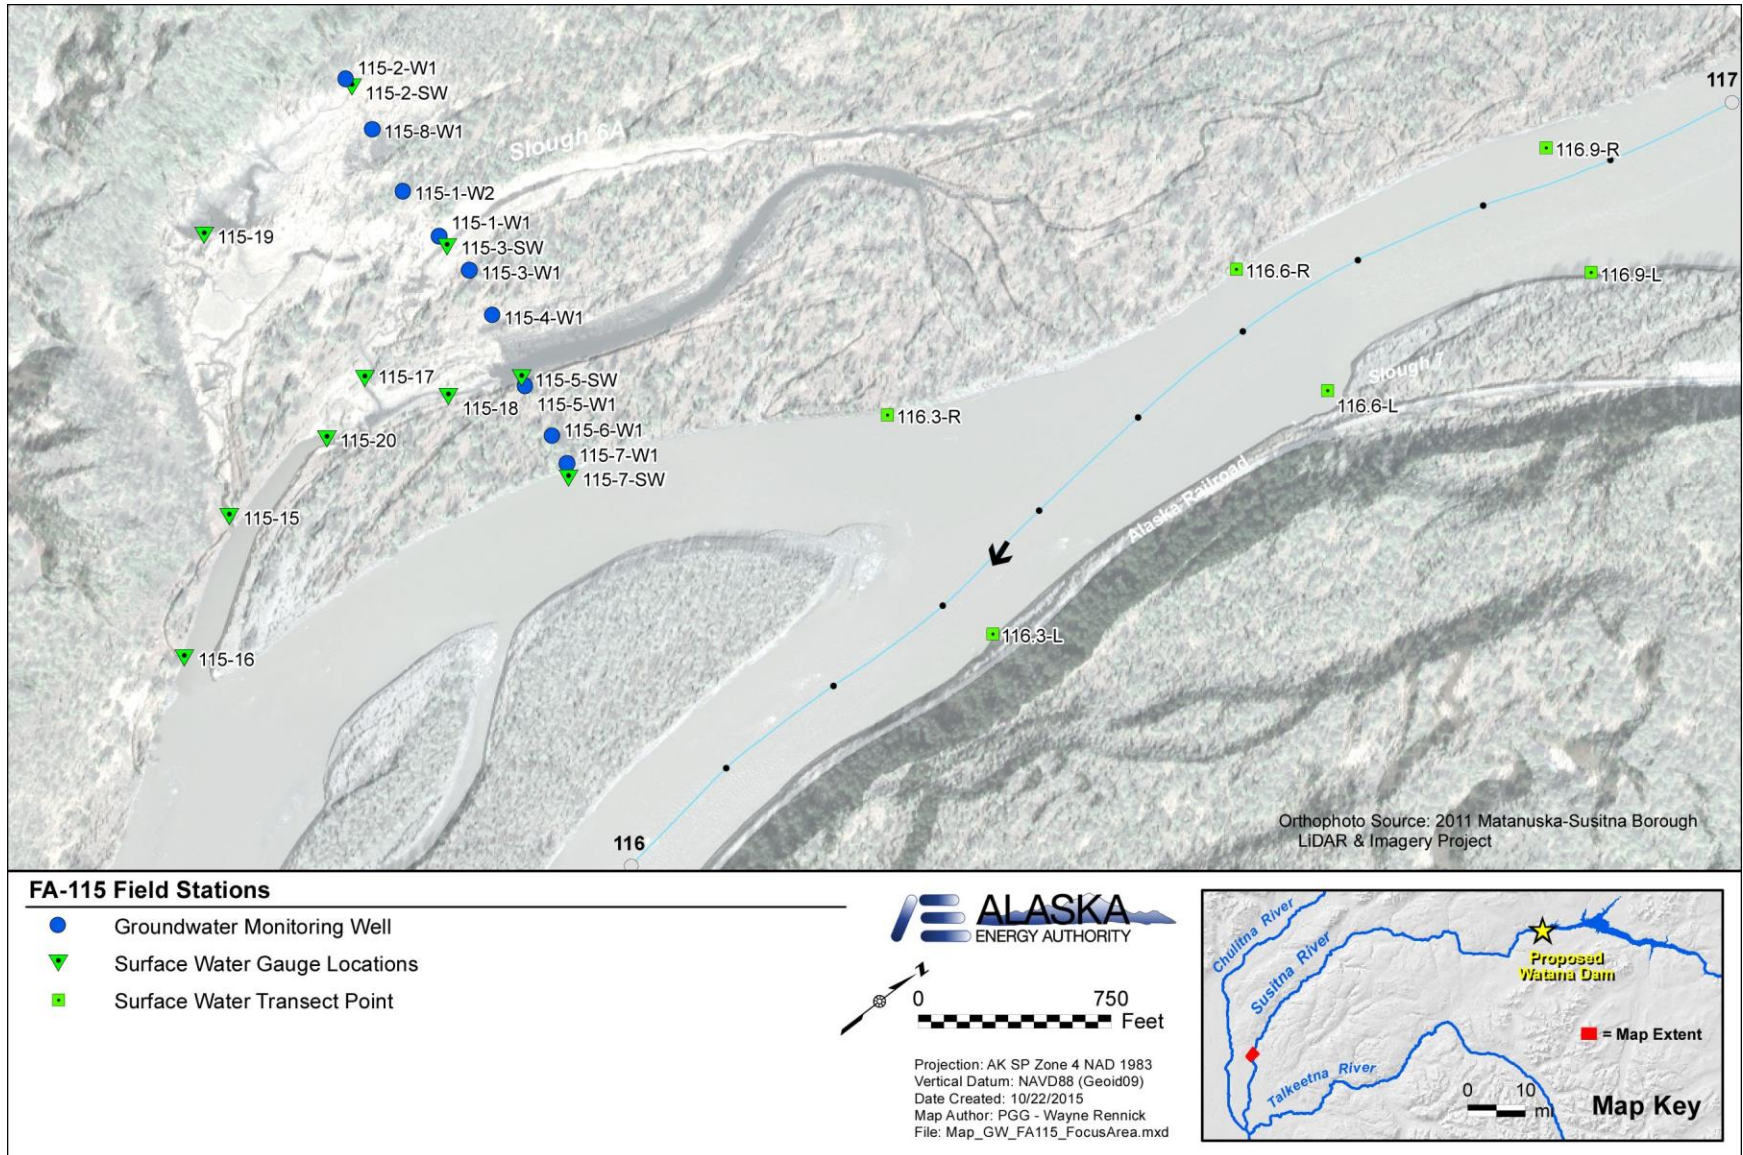 115-2-W1
115-2-SW
115-8-W1
Slough 6A
115-1-W2
115-1-W1
115-3-SW
115-3-W1
115-4-W1
115-19
115-17
115-18
115-5-SW
115-5-W1
115-6-W1
115-7-W1
115-7-SW
115-20
115-15
115-16
117
116.9-R
116.6-R
116.9-L
Slough 7
116.6-L
116.3-R
Alaska Railroad
116.3-L
116
Orthophoto Source: 2011 Matanuska-Susitna Borough
LiDAR & Imagery Project
FA-115 Field Stations
Groundwater Monitoring Well
Surface Water Gauge Locations
Surface Water Transect Point
ALASKA
ENERGY AUTHORITY
N
0 750
Feet
Projection: AK SP Zone 4 NAD 1983
Vertical Datum: NAVD88 (Geoid09)
Date Created: 10/22/2015
Map Author: PGG - Wayne Rennick
File: Map_GW_FA115_FocusArea.mxd
Chulitna River
Susitna River
Proposed
Watana Dam
= Map Extent
Talkeetna River
0 10
mi
Map Key